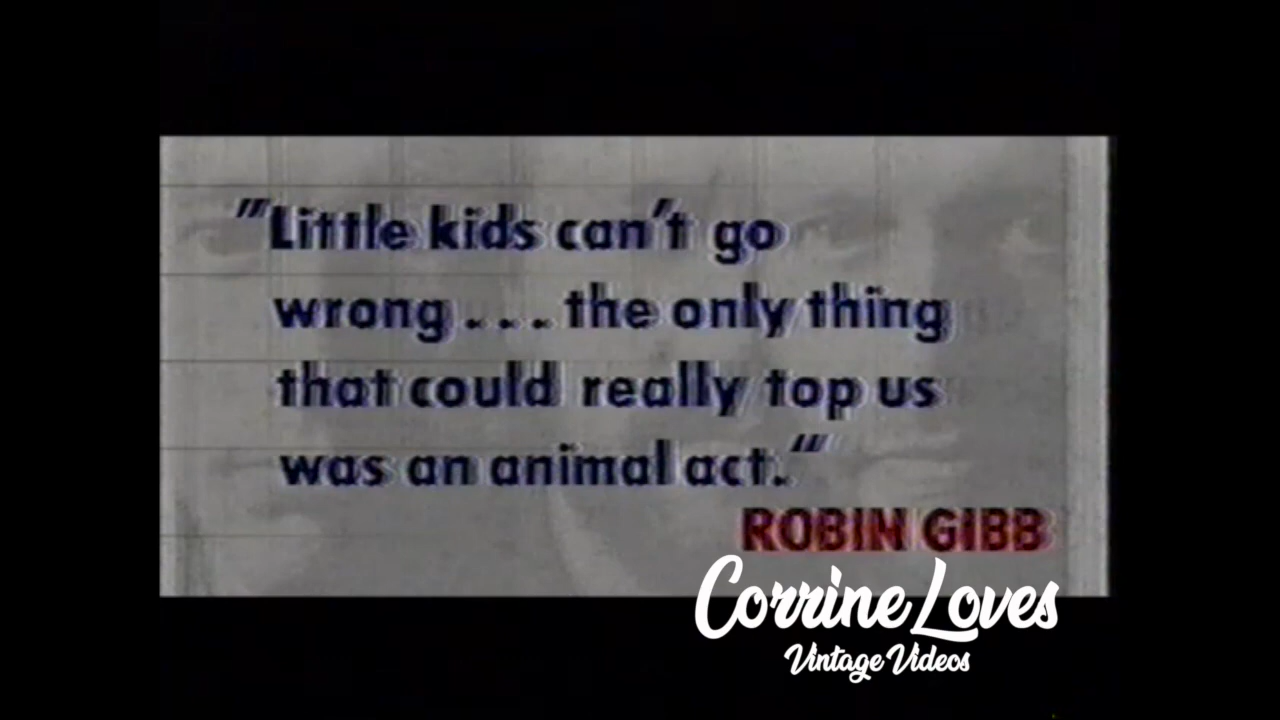 "Little kids can't go
wrong . . . the only thing
that could really top us
was an animal act."
ROBIN GIBB
Corrine Loves
Vintage Videos